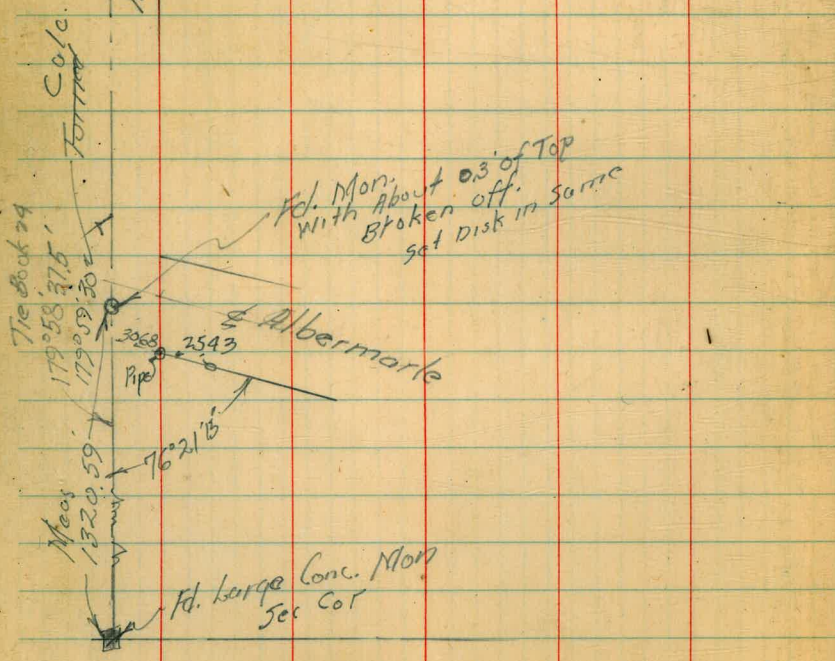 Calc.
Turned
Fd. Mon.
With About 0.3' of Top
Broken off.
Set Disk in Same
Tie Book 29
179°58'37.5"
179°59'30"
℄ Albermarle
3068
2543
Pipe
76°21'15"
Meas
1320.59'
Fd. Large Conc. Mon
Sec Cor